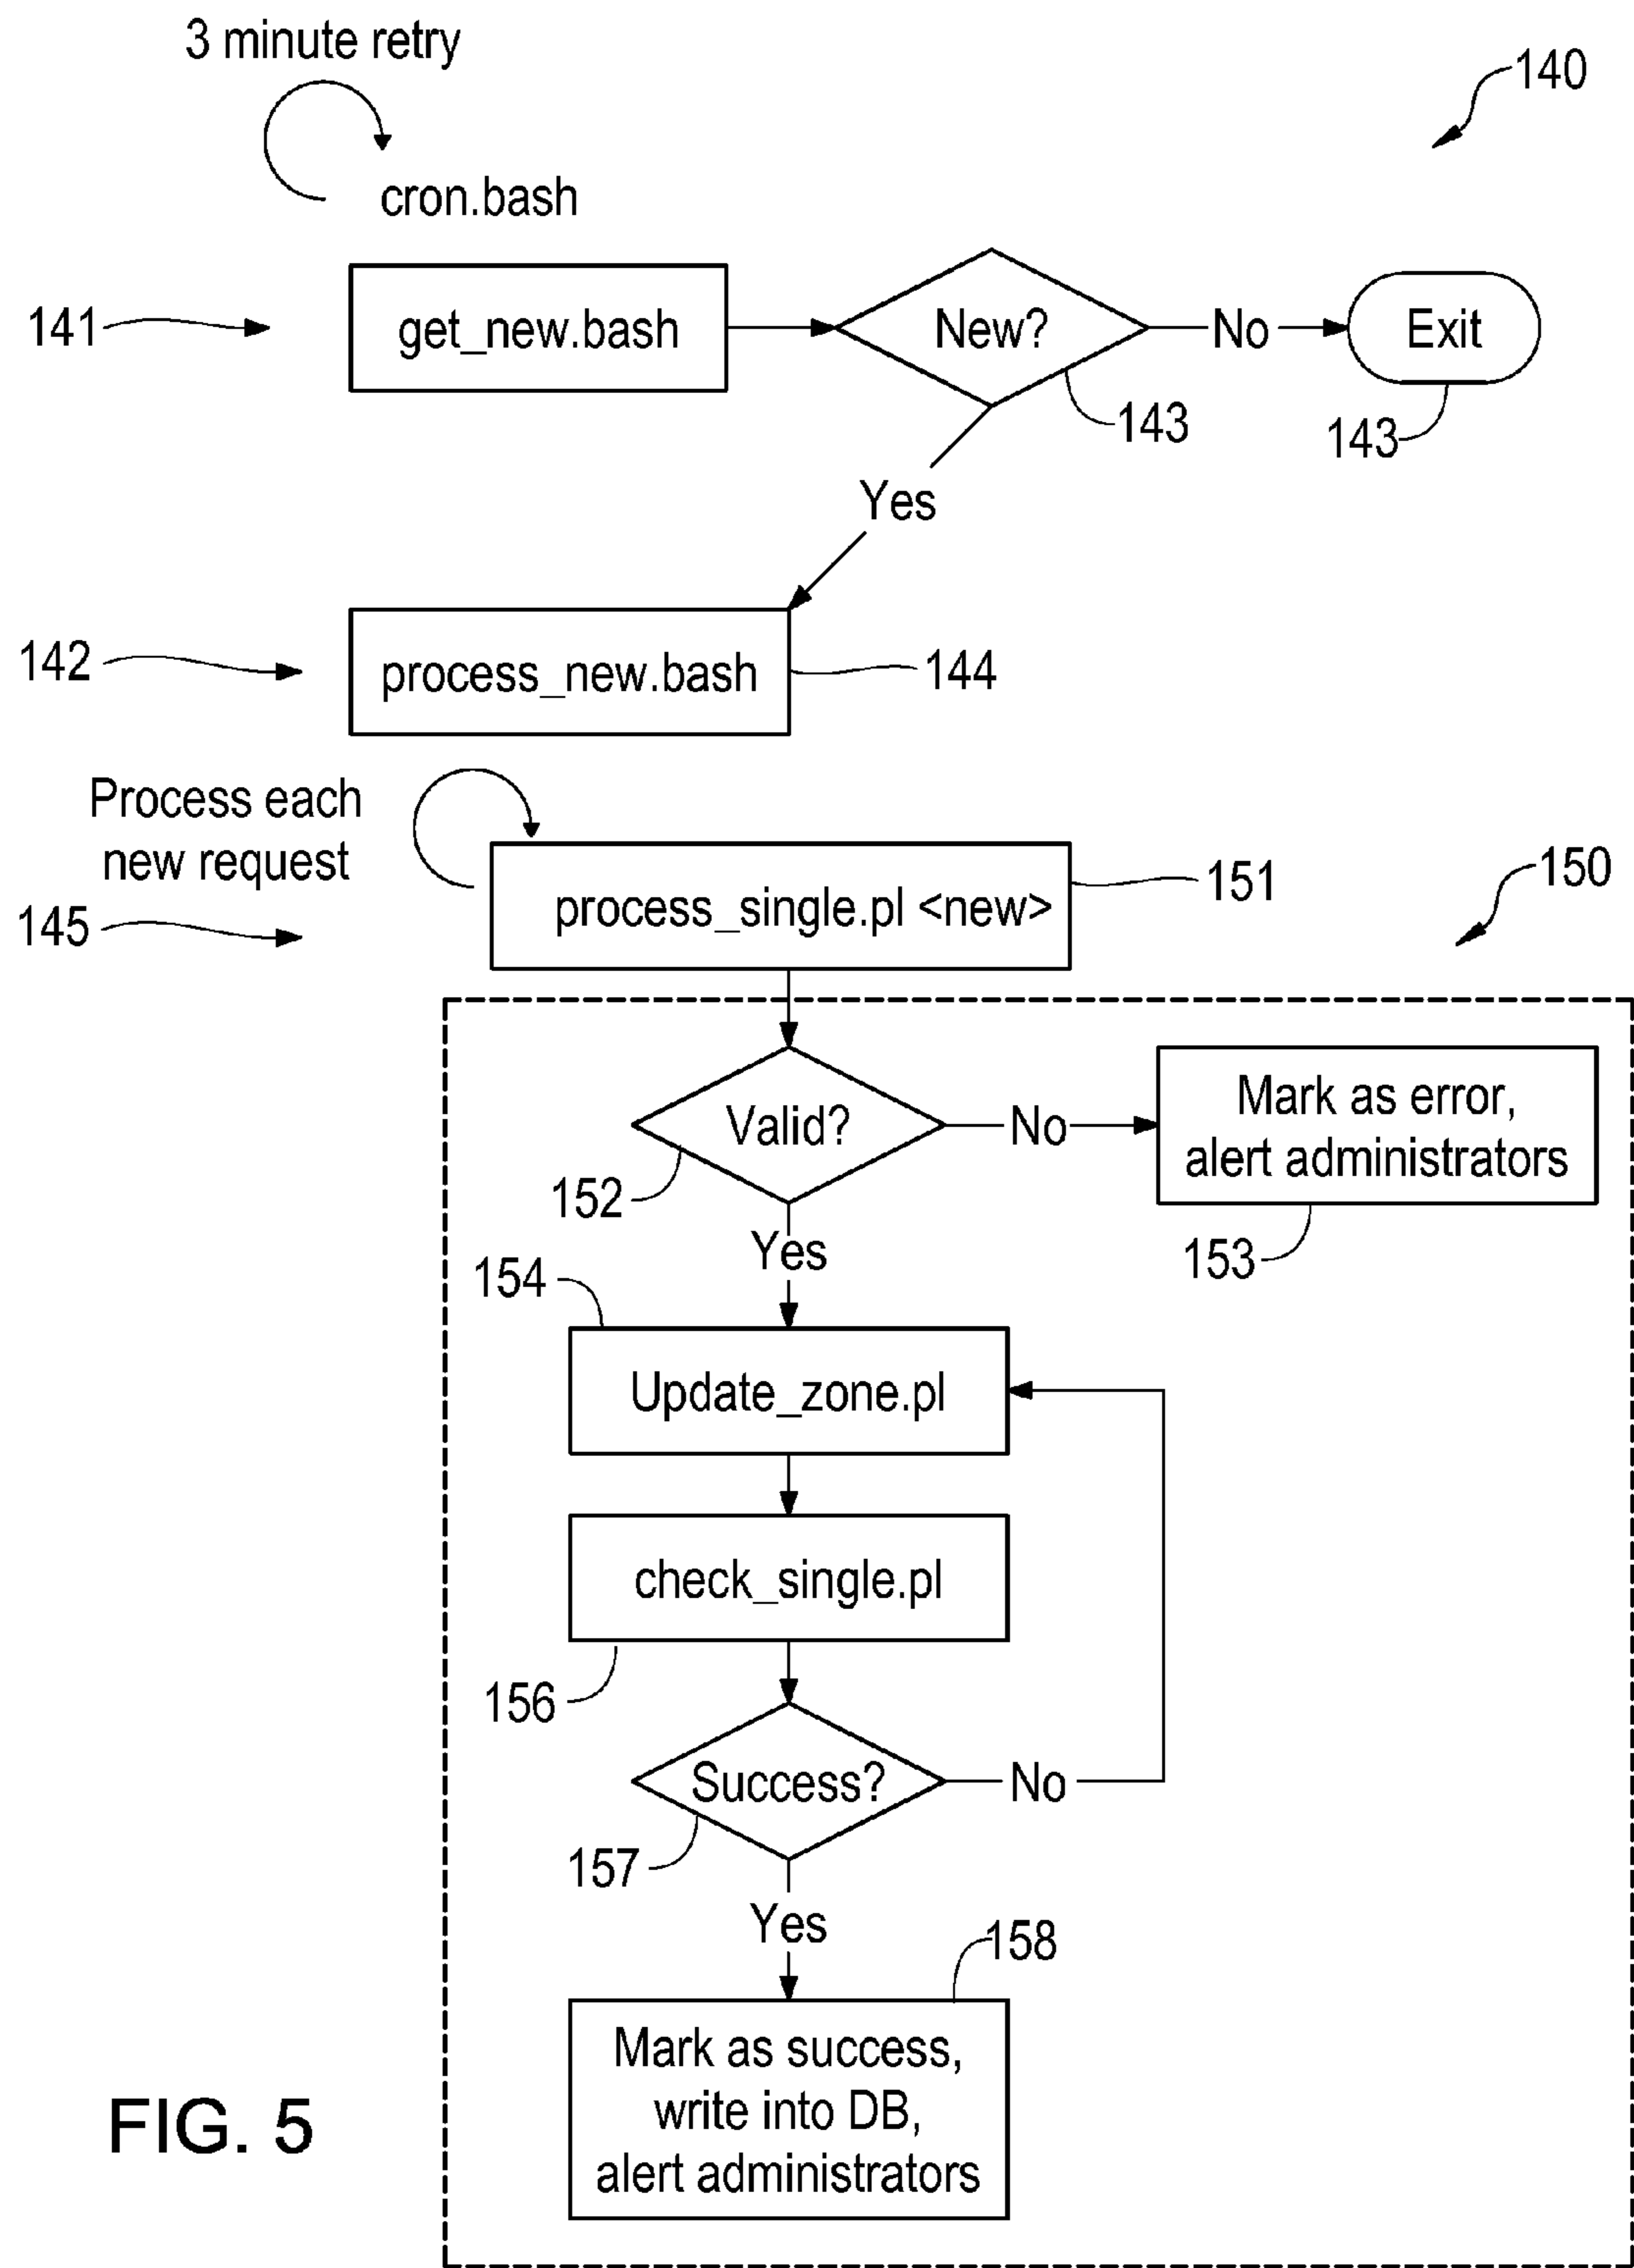 3 minute retry
140
cron.bash
141
get_new.bash
New?
No
Exit
143
143
Yes
142
process_new.bash
144
Process each
new request
145
process_single.pl <new>
151
150
Valid?
No
Mark as error,
alert administrators
152
153
Yes
154
Update_zone.pl
check_single.pl
156
Success?
No
157
Yes
158
Mark as success,
write into DB,
alert administrators
FIG. 5